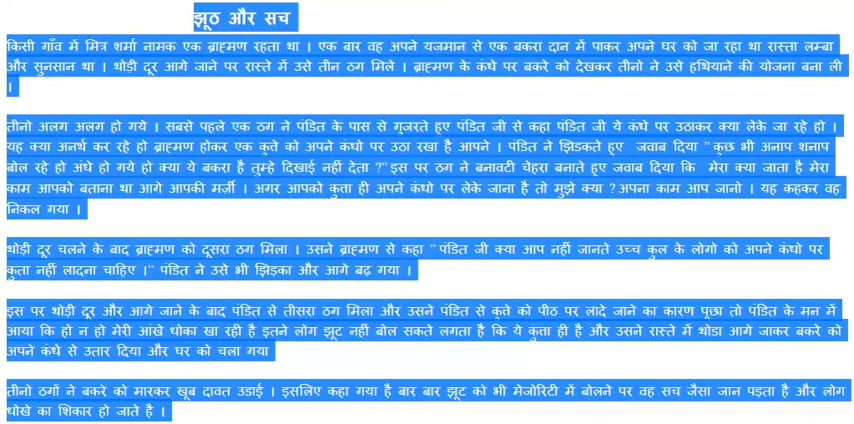 झूठ और सच
किसी गाँव में मित्र शर्मा नामक एक ब्राह्मण रहता था । एक बार वह अपने यजमान से एक बकरा दान में पाकर अपने घर को जा रहा था रास्ता लम्बा
और सुनसान था । थोड़ी दूर आगे जाने पर रास्ते में उसे तीन ठग मिले । ब्राह्मण के कंधे पर बकरे को देखकर तीनो ने उसे हथियाने की योजना बना ली
।
तीनो अलग अलग हो गये । सबसे पहले एक ठग ने पंडित के पास से गुजरते हुए पंडित जी से कहा पंडित जी ये कंधे पर उठाकर क्या लेके जा रहे हो ।
यह क्या अनर्थ कर रहे हो ब्राह्मण होकर एक कुत्ते को अपने कंधो पर उठा रखा है आपने । पंडित ने झिडकते हुए जवाब दिया "कुछ भी अनाप शनाप
बोल रहे हो अंधे हो गये हो क्या ये बकरा है तुम्हे दिखाई नहीं देता ?" इस पर ठग ने बनावटी चेहरा बनाते हुए जवाब दिया कि मेरा क्या जाता है मेरा
काम आपको बताना था आगे आपकी मर्ज़ी । अगर आपको कुत्ता ही अपने कंधो पर लेके जाना है तो मुझे क्या ? अपना काम आप जानो । यह कहकर वह
निकल गया ।
थोड़ी दूर चलने के बाद ब्राह्मण को दूसरा ठग मिला । उसने ब्राह्मण से कहा "पंडित जी क्या आप नहीं जानते उच्च कुल के लोगो को अपने कंधो पर
कुता नहीं लादना चाहिए ।" पंडित ने उसे भी झिड़का और आगे बढ़ गया ।
इस पर थोड़ी दूर और आगे जाने के बाद पंडित से तीसरा ठग मिला और उसने पंडित से कुत्ते को पीठ पर लादे जाने का कारण पूछा तो पंडित के मन में
आया कि हो न हो मेरी आंखे धोका खा रही है इतने लोग झूट नहीं बोल सकते लगता है कि ये कुत्ता ही है और उसने रास्ते में थोडा आगे जाकर बकरे को
अपने कंधे से उतार दिया और घर को चला गया
तीनो ठगों ने बकरे को मारकर खूब दावत उडाई । इसलिए कहा गया है बार बार झूट को भी मेजोरिटी में बोलने पर वह सच जैसा जान पड़ता है और लोग
धोखे का शिकार हो जाते है ।